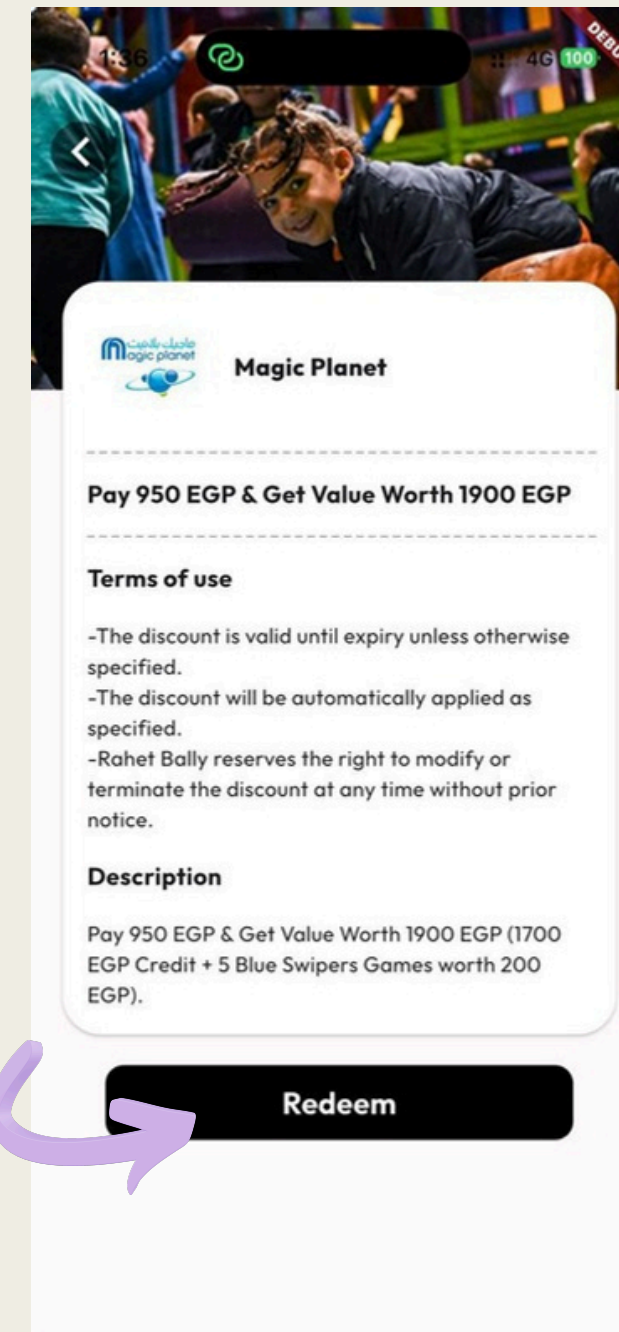 1:36
4G 100
DEBU
ماجيك بلانيت
Magic planet
Magic Planet
Pay 950 EGP & Get Value Worth 1900 EGP
Terms of use
-The discount is valid until expiry unless otherwise
specified.
-The discount will be automatically applied as
specified.
-Rahet Bally reserves the right to modify or
terminate the discount at any time without prior
notice.
Description
Pay 950 EGP & Get Value Worth 1900 EGP (1700
EGP Credit + 5 Blue Swipers Games worth 200
EGP).
Redeem